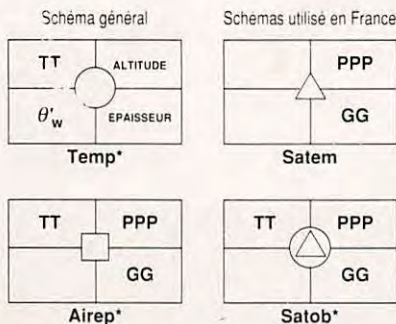 Schéma général
Schémas utilisé en France
TT ALTITUDE
θ'w EPAISSEUR
Temp*
PPP
GG
Satem
TT PPP
GG
Airep*
TT PPP
GG
Satob*